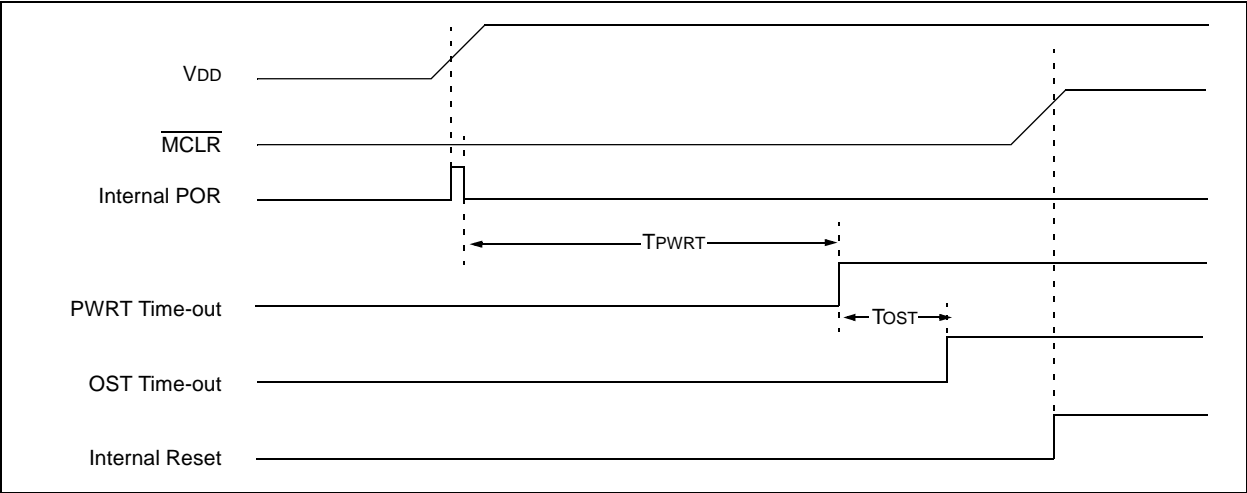 VDD
MCLR
Internal POR
TPWRT
PWRT Time-out
TOST
OST Time-out
Internal Reset